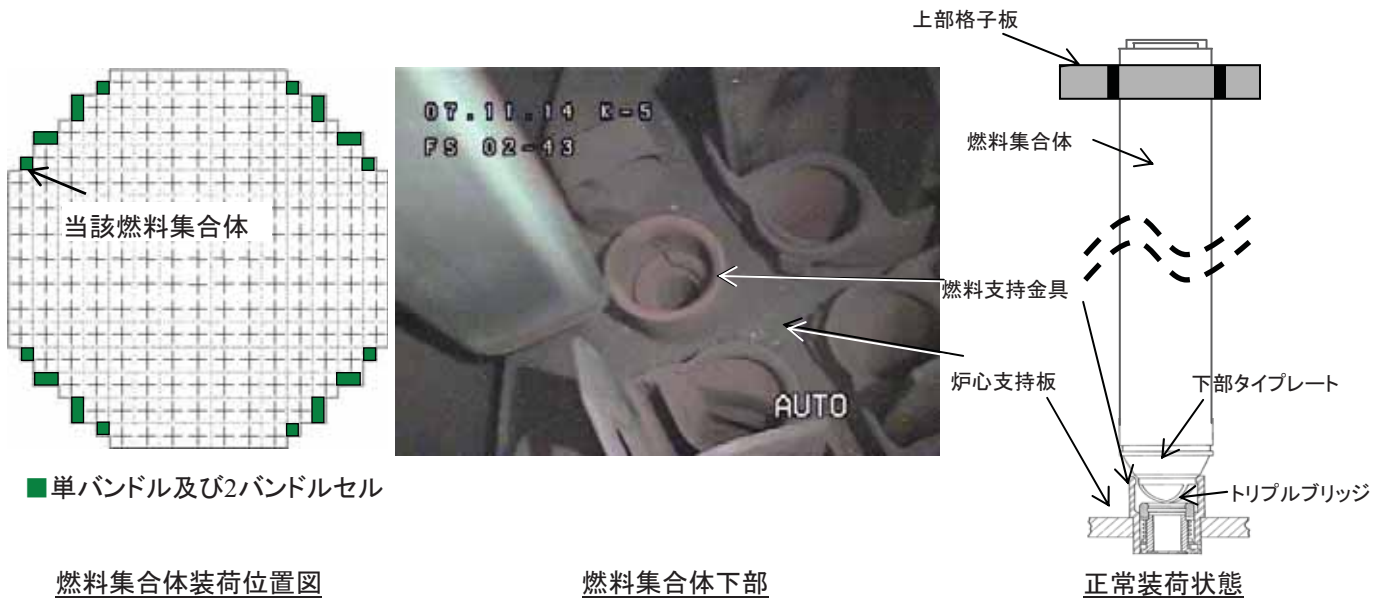 上部格子板
07.11.14 K-5
FS 02-43
燃料集合体
当該燃料集合体
燃料支持金具
炉心支持板
下部タイプレート
AUTO
■単バンドル及び2バンドルセル
トリプルブリッジ
燃料集合体装荷位置図
燃料集合体下部
正常装荷状態